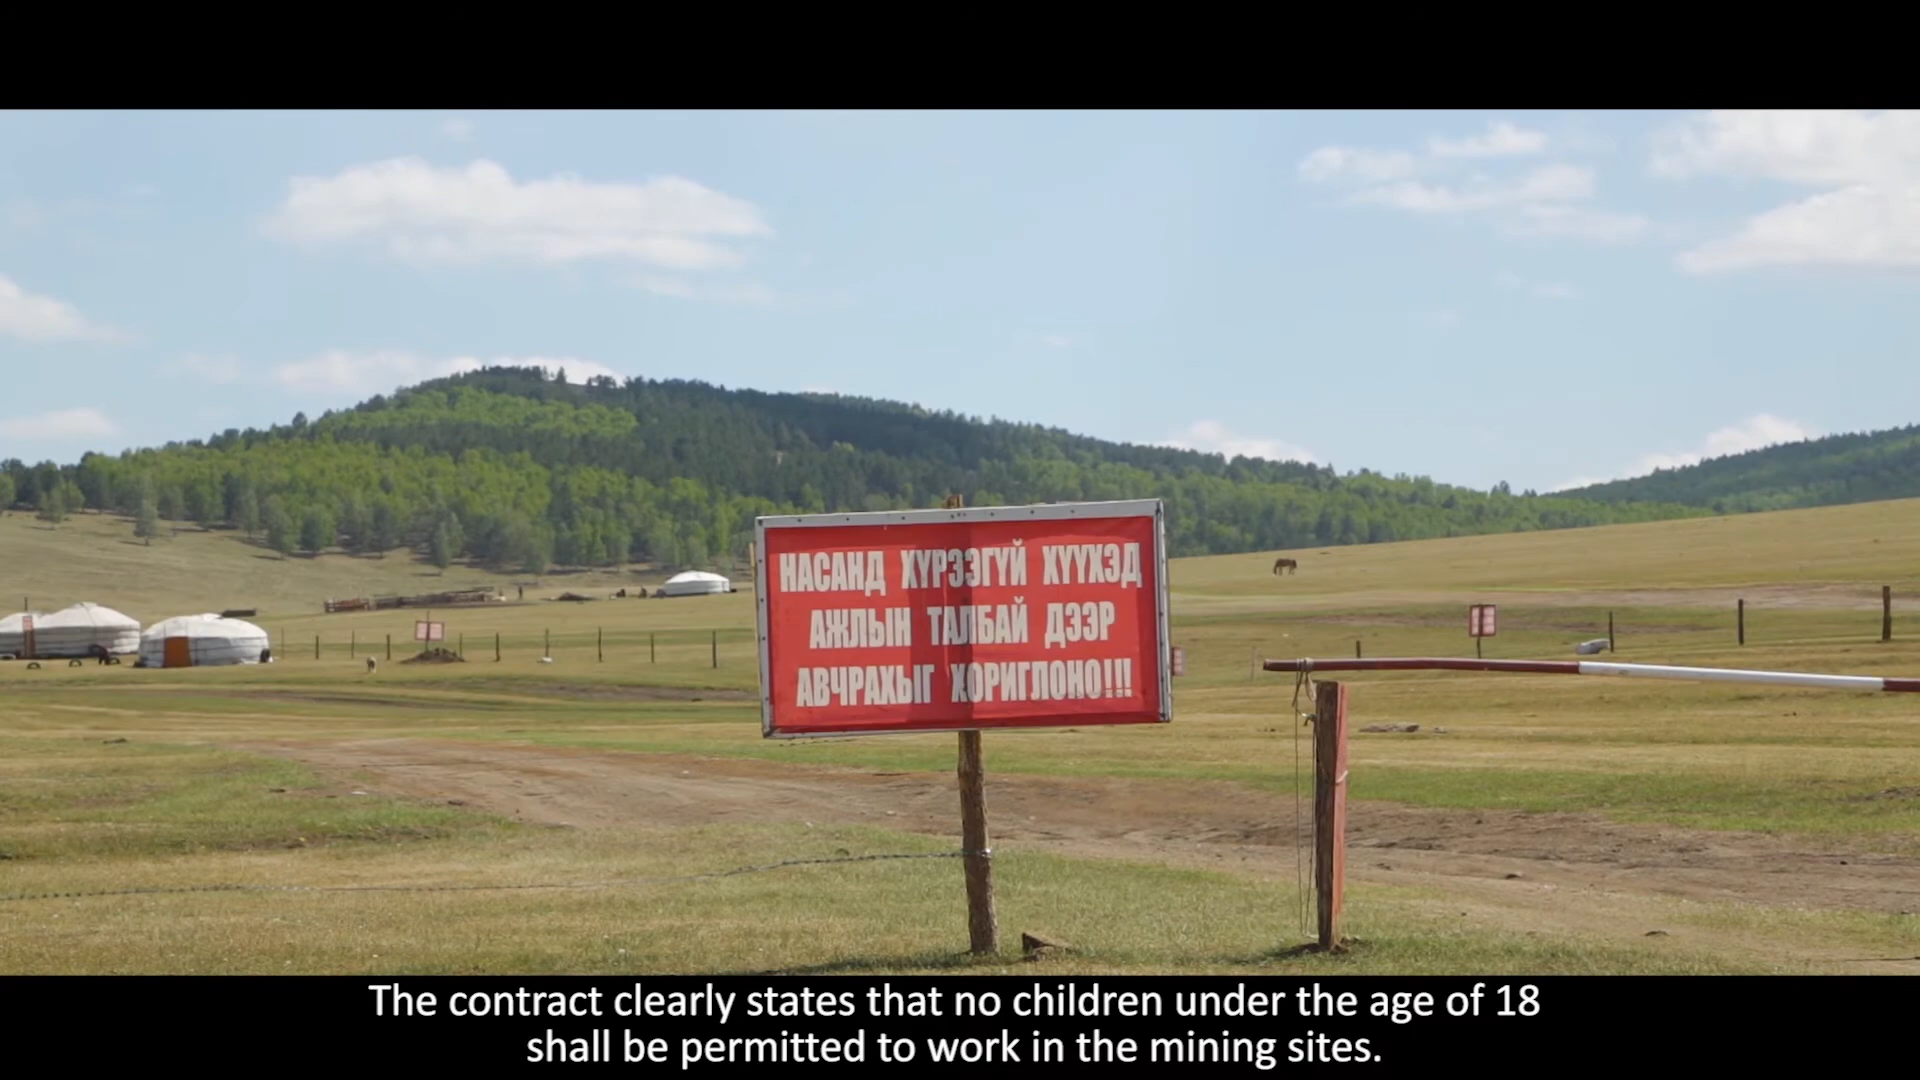 НАСАНД ХҮРЭЭГҮЙ ХҮҮХЭД
АЖЛЫН ТАЛБАЙ ДЭЭР
АВЧРАХЫГ ХОРИГЛОНО!!!
The contract clearly states that no children under the age of 18
shall be permitted to work in the mining sites.